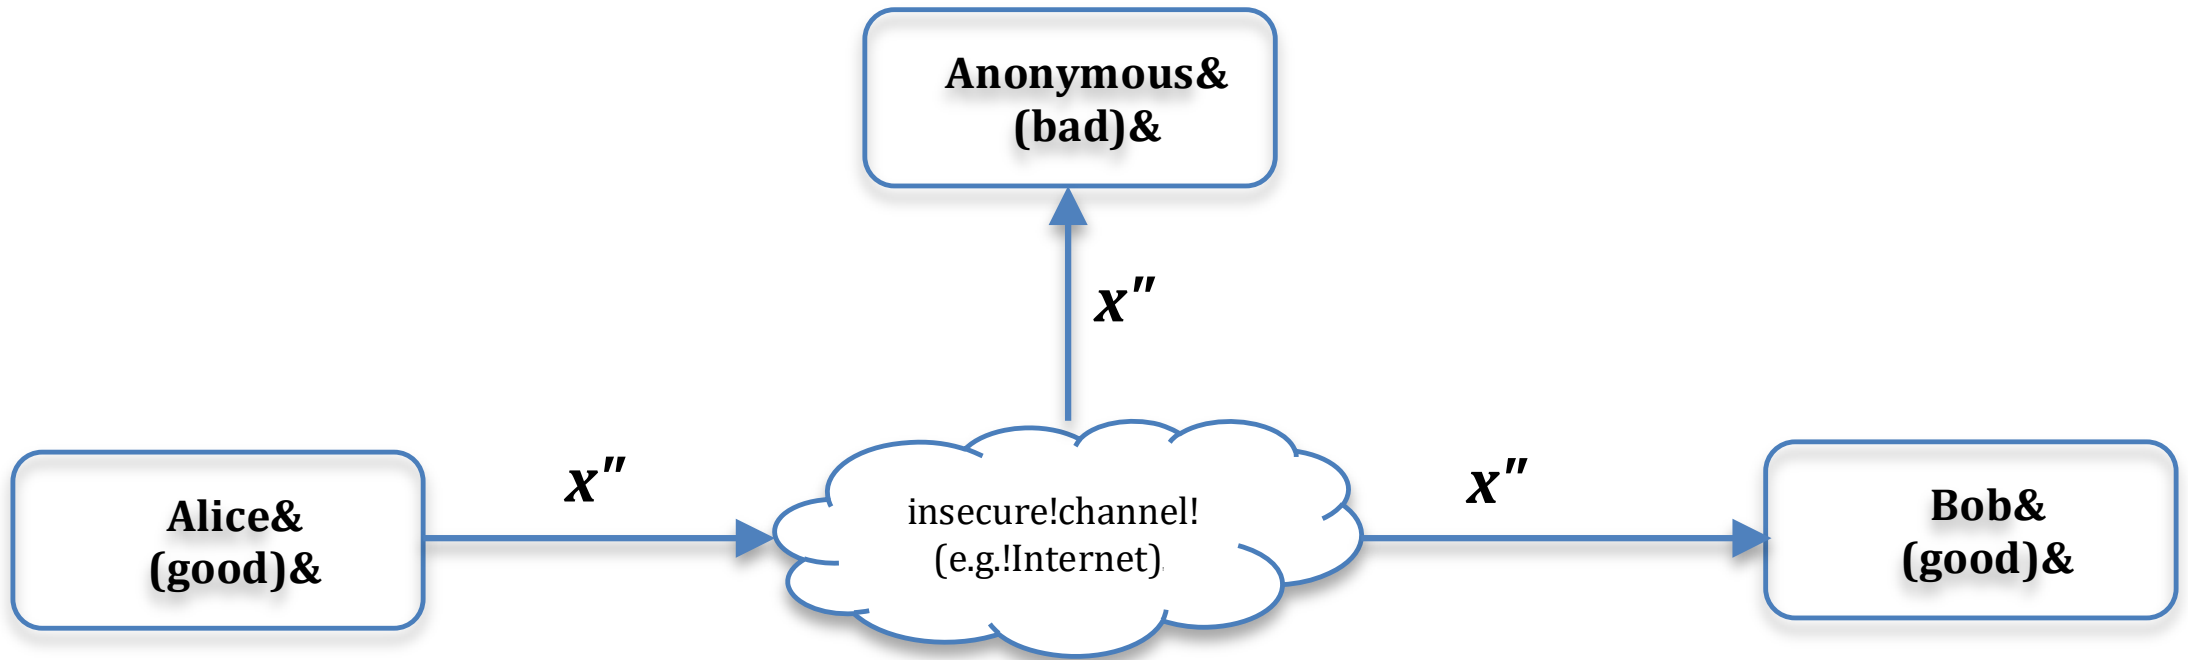 Anonymous&
(bad)&
x″
x″
x″
Alice&
(good)&
insecure!channel!
(e.g.!Internet)
Bob&
(good)&